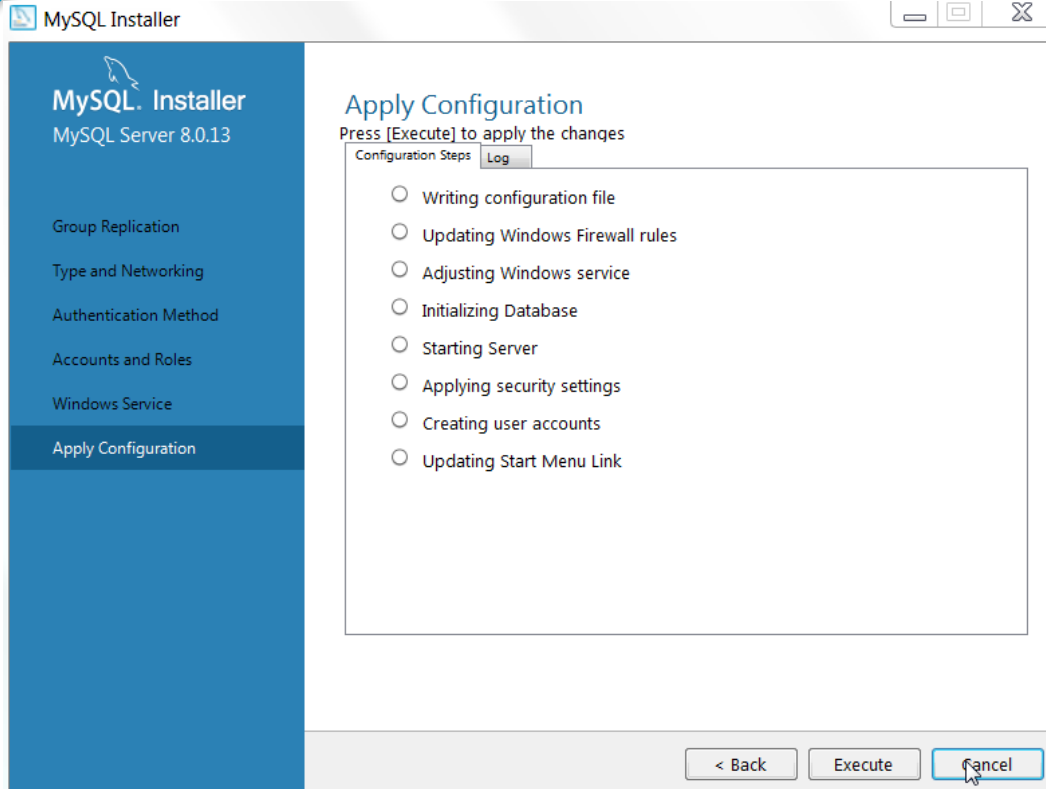 MySQL Installer
MySQL. Installer
MySQL Server 8.0.13
Group Replication
Type and Networking
Authentication Method
Accounts and Roles
Windows Service
Apply Configuration
Apply Configuration
Press [Execute] to apply the changes
Configuration Steps
Log
Writing configuration file
Updating Windows Firewall rules
Adjusting Windows service
Initializing Database
Starting Server
Applying security settings
Creating user accounts
Updating Start Menu Link
< Back
Execute
Cancel